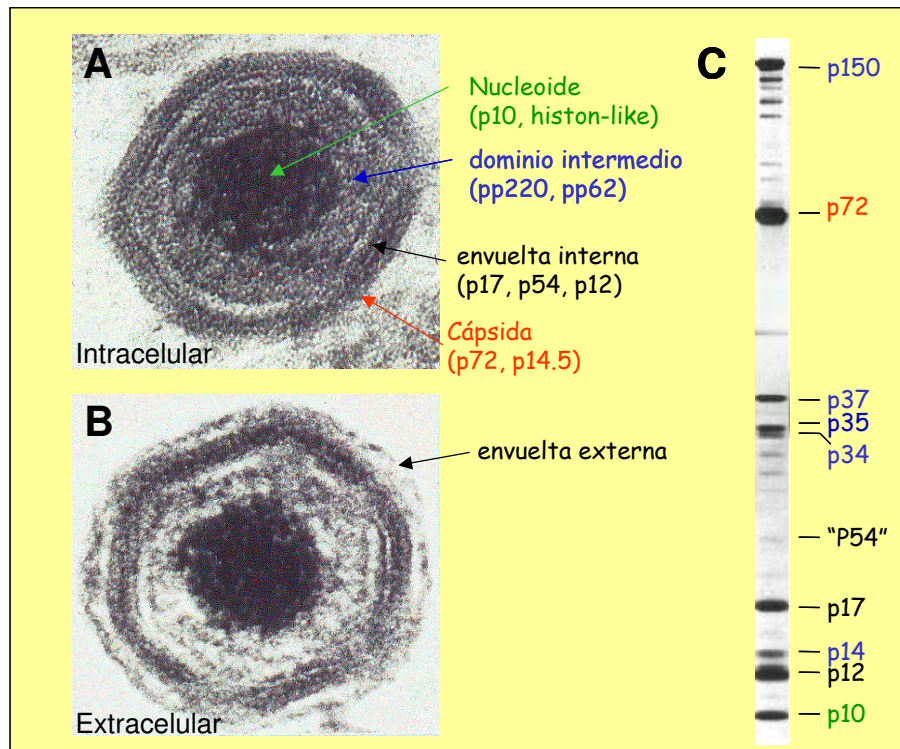 A
Nucleoide
(p10, histon-like)
dominio intermedio
(pp220, pp62)
envuelta interna
(p17, p54, p12)
Cápsida
(p72, p14.5)
Intracelular
B
envuelta externa
Extracelular
C
p150
p72
p37
p35
p34
“P54”
p17
p14
p12
p10